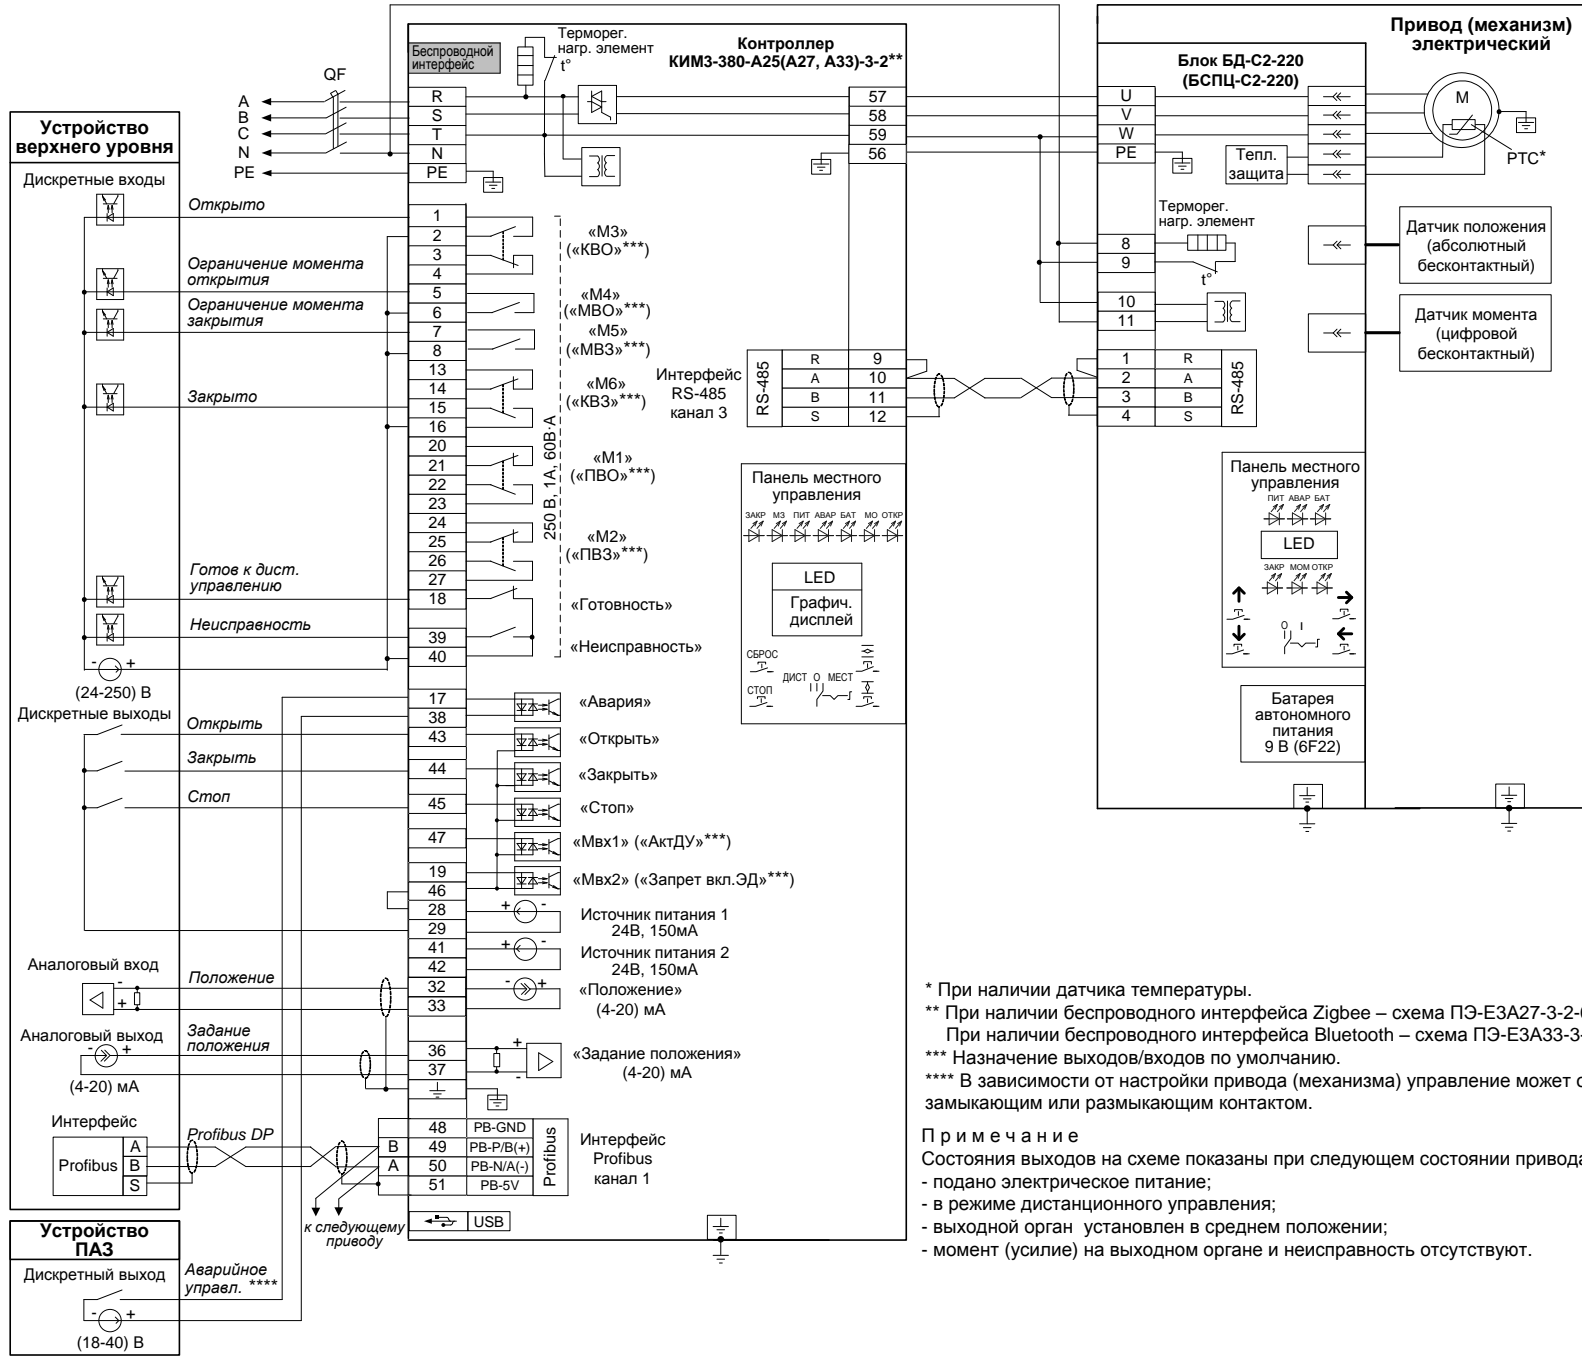 Устройство
верхнего уровня
Дискретные входы
Открыто
Ограничение момента
открытия
Ограничение момента
закрытия
Закрыто
Готов к дист.
управлению
Неисправность
- +
(24-250) В
Дискретные выходы
Открыть
Закрыть
Стоп
Аналоговый вход
-
+
Положение
Аналоговый выход
- +
Задание
положения
(4-20) мА
Интерфейс
Profibus
A
B
S
Profibus DP
Устройство
ПАЗ
Дискретный выход
Аварийное
управл. ****
- +
(18-40) В
QF
A
B
C
N
PE
Беспроводной
интерфейс
Терморег.
нагр. элемент
t°
Контроллер
КИМ3-380-А25(А27, А33)-3-2**
R
S
T
N
PE
57
58
59
56
1
2
3
4
5
6
7
8
13
14
15
16
20
21
22
23
24
25
26
27
18
39
40
17
38
43
44
45
47
19
46
28
29
41
42
32
33
36
37
«М3»
(«КВО»***)
«М4»
(«МВО»***)
«М5»
(«МВЗ»***)
«М6»
(«КВЗ»***)
«М1»
(«ПВО»***)
«М2»
(«ПВЗ»***)
«Готовность»
«Неисправность»
250 В, 1А, 60В·А
«Авария»
«Открыть»
«Закрыть»
«Стоп»
«Мвх1» («АктДУ»***)
«Мвх2» («Запрет вкл.ЭД»***)
+ -
Источник питания 1
24В, 150мА
+ -
Источник питания 2
24В, 150мА
- +
«Положение»
(4-20) мА
+
-
«Задание положения»
(4-20) мА
48 PB-GND
B 49 PB-P/B(+)
A 50 PB-N/A(-)
51 PB-5V
Profibus
Интерфейс
Profibus
канал 1
к следующему
приводу
USB
Интерфейс
RS-485
канал 3
RS-485
R 9
A 10
B 11
S 12
Панель местного
управления
ЗАКР МЗ ПИТ АВАР БАТ МО ОТКР
LED
Графич.
дисплей
СБРОС
СТОП
ДИСТ О МЕСТ
Привод (механизм)
электрический
Блок БД-С2-220
(БСПЦ-С2-220)
U
V
W
PE
Тепл.
защита
M
PTC*
Терморег.
нагр. элемент
t°
8
9
10
11
1 R
2 A
3 B
4 S
RS-485
Датчик положения
(абсолютный
бесконтактный)
Датчик момента
(цифровой
бесконтактный)
Панель местного
управления
ПИТ АВАР БАТ
LED
ЗАКР МОМ ОТКР
O I
Батарея
автономного
питания
9 В (6F22)
* При наличии датчика температуры.
** При наличии беспроводного интерфейса Zigbee – схема ПЭ-Е3А27-3-2-
При наличии беспроводного интерфейса Bluetooth – схема ПЭ-Е3А33-3-
*** Назначение выходов/входов по умолчанию.
**** В зависимости от настройки привода (механизма) управление может
замыкающим или размыкающим контактом.
П р и м е ч а н и е
Состояния выходов на схеме показаны при следующем состоянии привода
- подано электрическое питание;
- в режиме дистанционного управления;
- выходной орган установлен в среднем положении;
- момент (усилие) на выходном органе и неисправность отсутствуют.